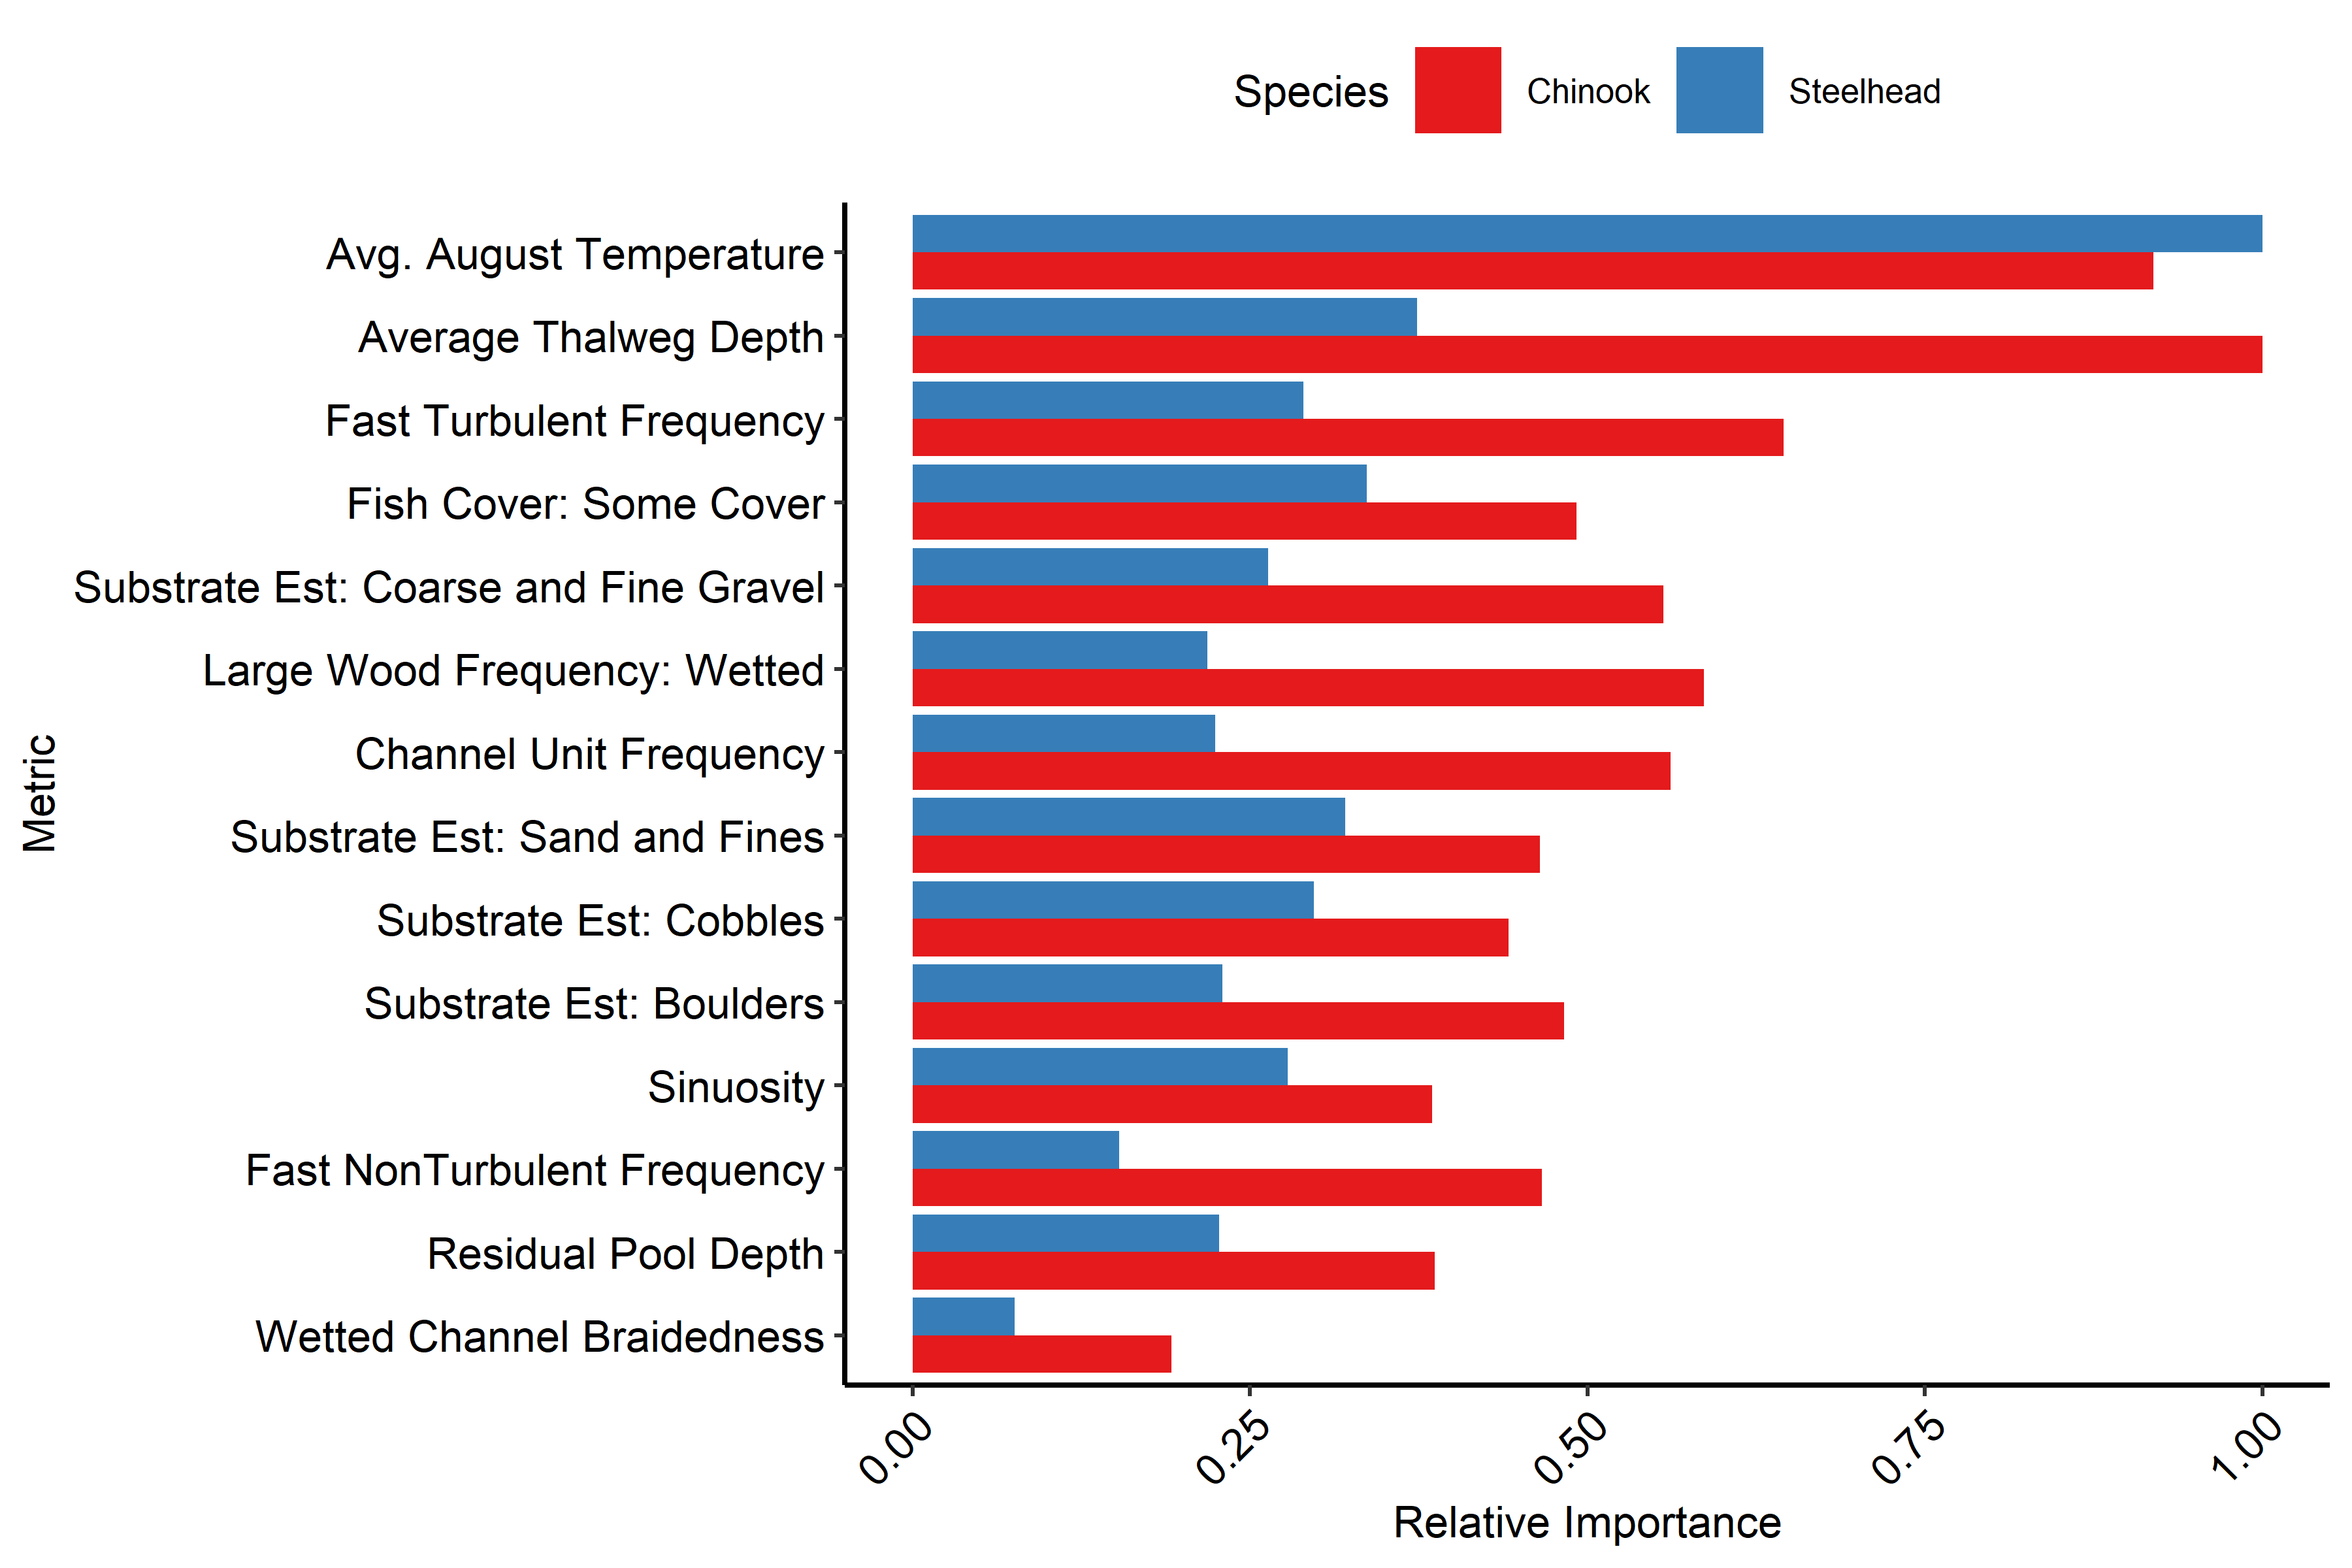 Species Chinook Steelhead
Avg. August Temperature
Average Thalweg Depth
Fast Turbulent Frequency
Fish Cover: Some Cover
Substrate Est: Coarse and Fine Gravel
Large Wood Frequency: Wetted
Channel Unit Frequency
Substrate Est: Sand and Fines
Substrate Est: Cobbles
Substrate Est: Boulders
Sinuosity
Fast NonTurbulent Frequency
Residual Pool Depth
Wetted Channel Braidedness
Metric
0.00 0.25 0.50 0.75 1.00
Relative Importance